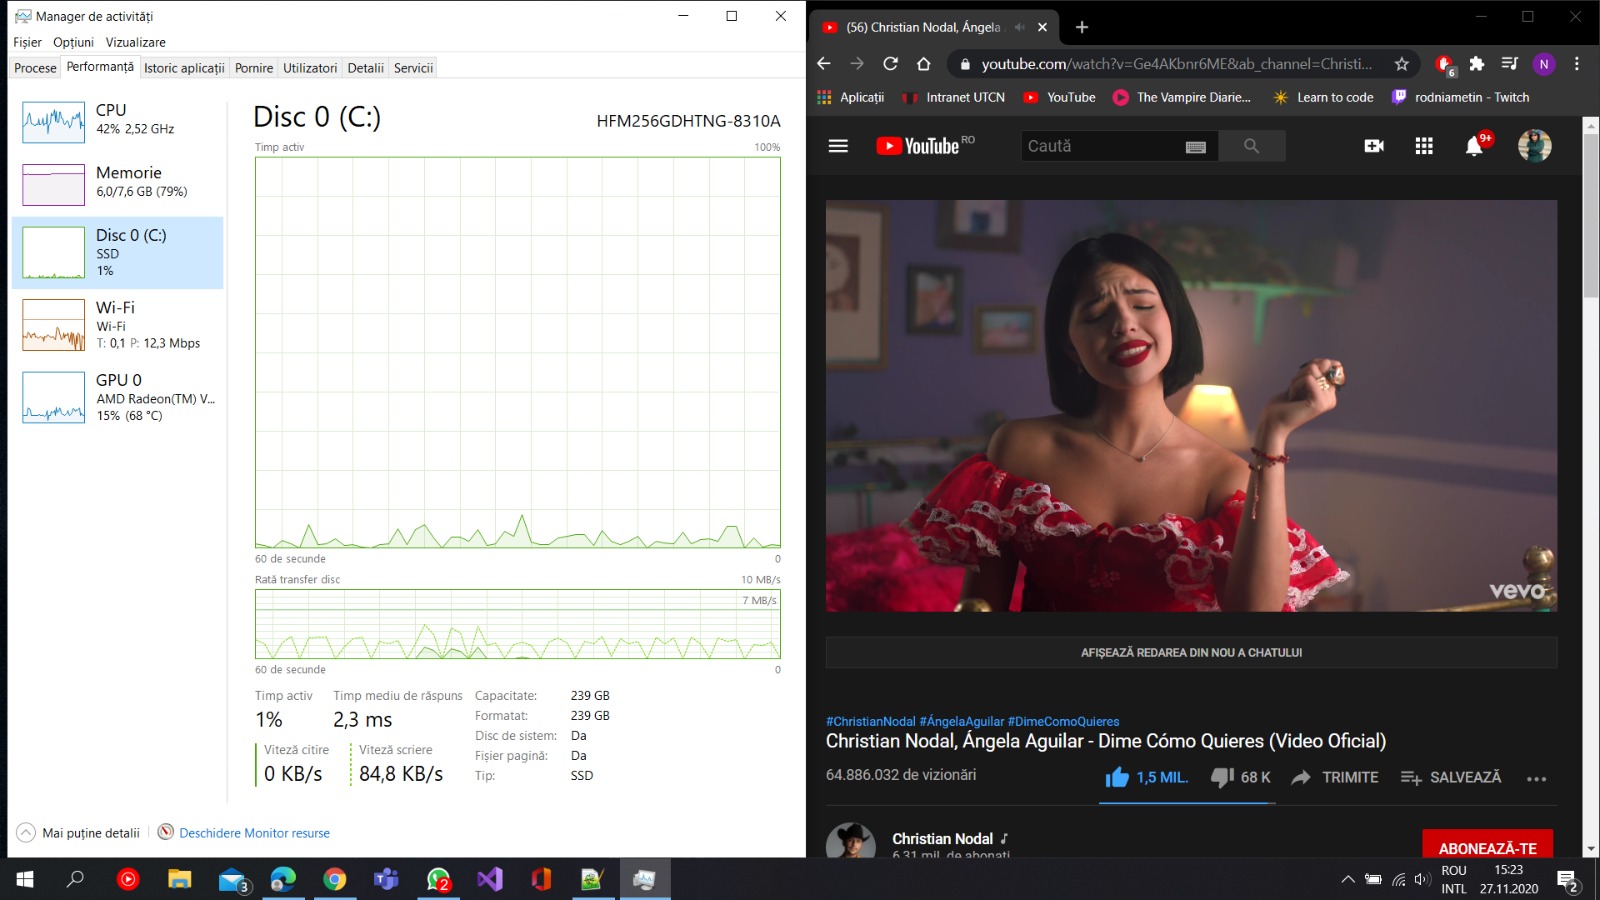 Manager de activități
Fișier Opțiuni Vizualizare
Procese Performanță Istoric aplicații Pornire Utilizatori Detalii Servicii
CPU
42% 2,52 GHz
Memorie
6,0/7,6 GB (79%)
Disc 0 (C:)
SSD
1%
Wi-Fi
Wi-Fi
T: 0,1 P: 12,3 Mbps
GPU 0
AMD Radeon(TM) V...
15% (68 °C)
Disc 0 (C:)
HFM256GDHTNG-8310A
Timp activ 100%
60 de secunde 0
Rată transfer disc 10 MB/s
7 MB/s
60 de secunde 0
Timp activ
1%
Timp mediu de răspuns
2,3 ms
Viteză citire
0 KB/s
Viteză scriere
84,8 KB/s
Capacitate: 239 GB
Formatat: 239 GB
Disc de sistem: Da
Fișier pagină: Da
Tip: SSD
Mai puține detalii
Deschidere Monitor resurse
(56) Christian Nodal, Ángela
youtube.com/watch?v=Ge4AKbnr6ME&ab_channel=Christi...
6
N
Aplicații Intranet UTCN YouTube The Vampire Diarie... Learn to code rodniametin - Twitch
YouTube RO
Caută
9+
vevo
AFIȘEAZĂ REDAREA DIN NOU A CHATULUI
#ChristianNodal #ÁngelaAguilar #DimeComoQuieres
Christian Nodal, Ángela Aguilar - Dime Cómo Quieres (Video Oficial)
64.886.032 de vizionări
1,5 MIL. 68 K TRIMITE SALVEAZĂ
Christian Nodal
6,31 mil. de abonați
ABONEAZĂ-TE
3
2
ROU
INTL
15:23
27.11.2020
2